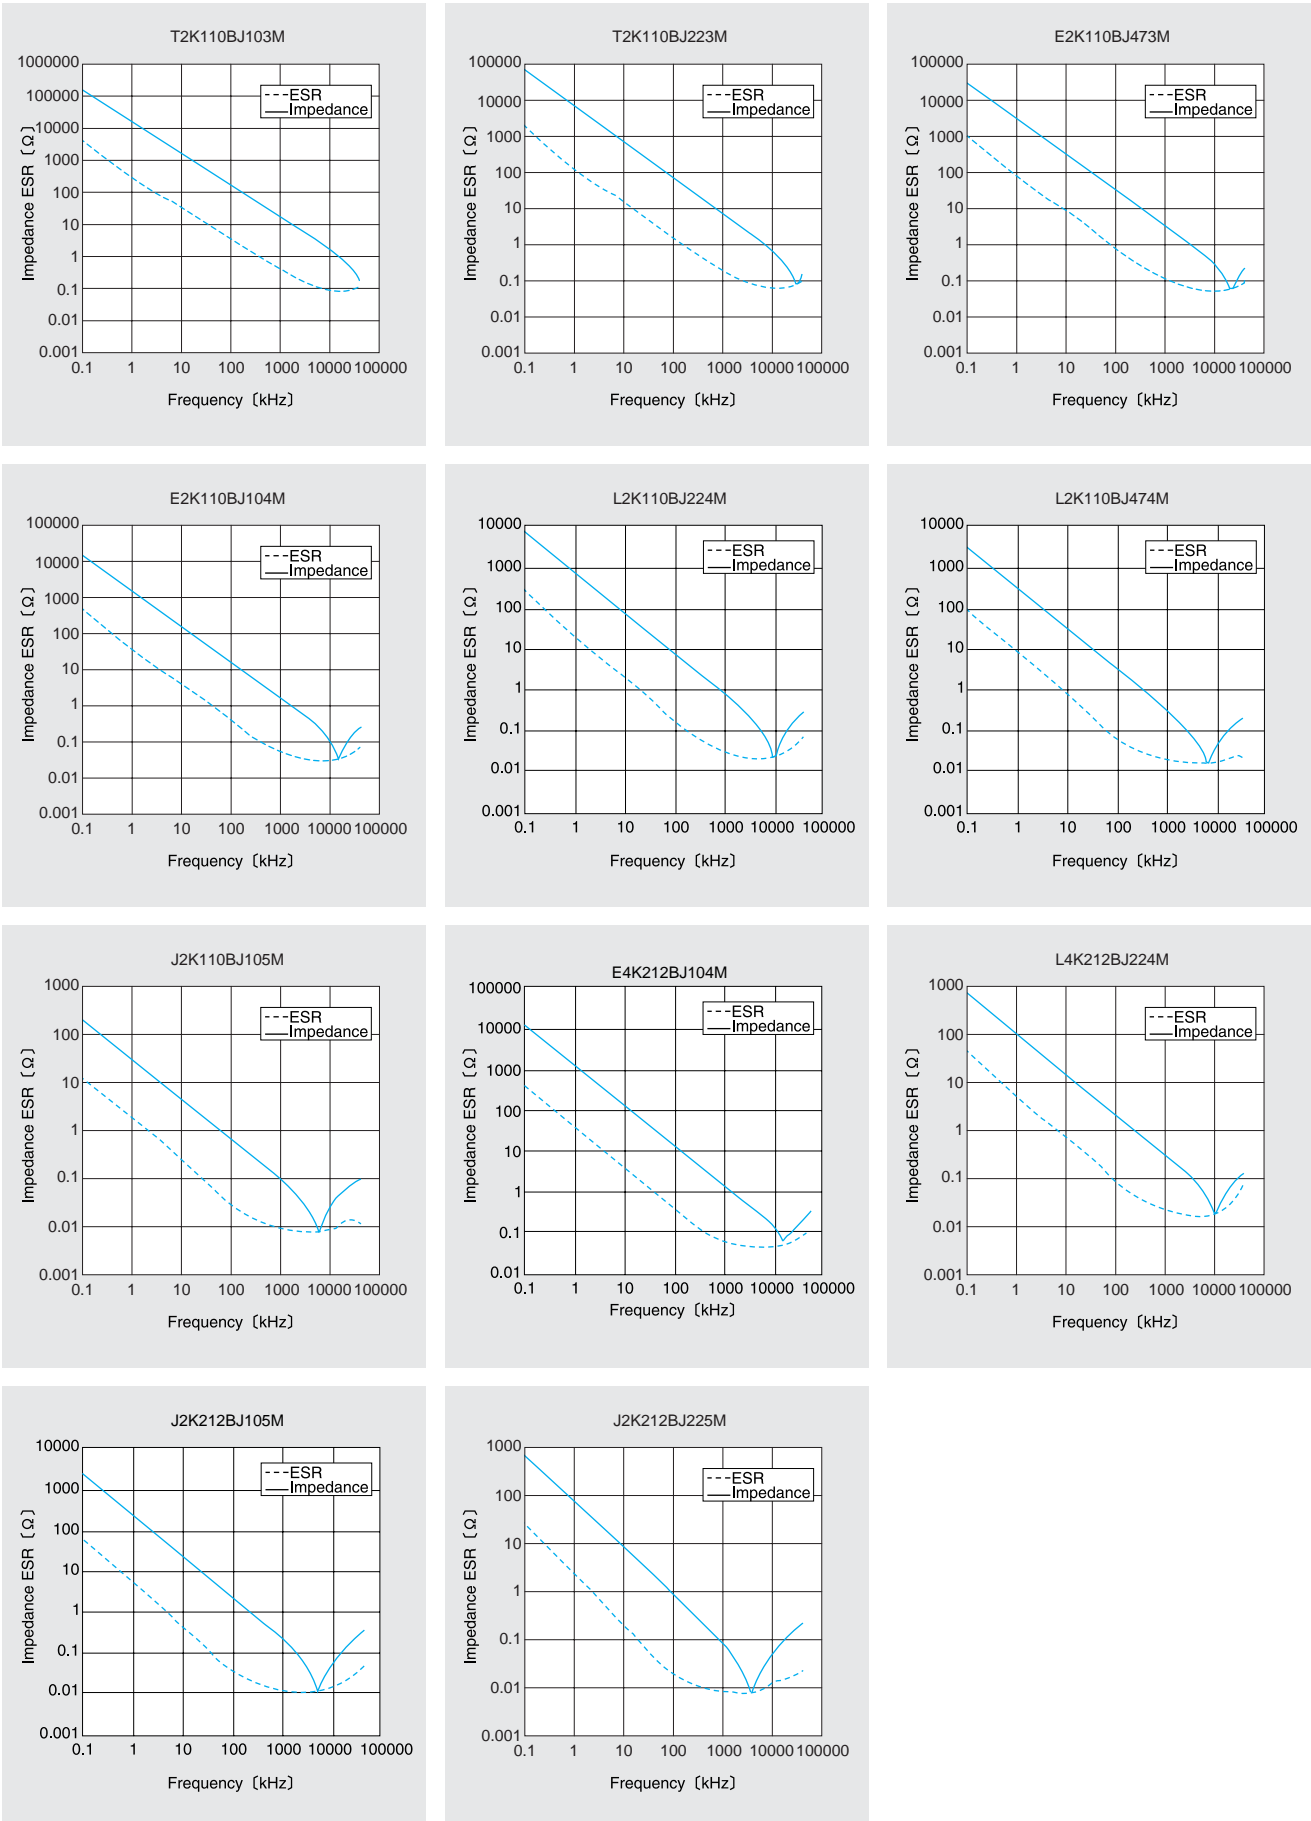 T2K110BJ103M
1000000
100000
10000
1000
100
10
1
0.1
0.01
0.001
Impedance ESR〔Ω〕
ESR
Impedance
0.1 1 10 100 1000 10000 100000
Frequency〔kHz〕
T2K110BJ223M
100000
10000
1000
100
10
1
0.1
0.01
0.001
Impedance ESR〔Ω〕
ESR
Impedance
0.1 1 10 100 1000 10000 100000
Frequency〔kHz〕
E2K110BJ473M
100000
10000
1000
100
10
1
0.1
0.01
0.001
Impedance ESR〔Ω〕
ESR
Impedance
0.1 1 10 100 1000 10000 100000
Frequency〔kHz〕
E2K110BJ104M
100000
10000
1000
100
10
1
0.1
0.01
0.001
Impedance ESR〔Ω〕
ESR
Impedance
0.1 1 10 100 1000 10000 100000
Frequency〔kHz〕
L2K110BJ224M
10000
1000
100
10
1
0.1
0.01
0.001
Impedance ESR〔Ω〕
ESR
Impedance
0.1 1 10 100 1000 10000 100000
Frequency〔kHz〕
L2K110BJ474M
10000
1000
100
10
1
0.1
0.01
0.001
Impedance ESR〔Ω〕
ESR
Impedance
0.1 1 10 100 1000 10000 100000
Frequency〔kHz〕
J2K110BJ105M
1000
100
10
1
0.1
0.01
0.001
Impedance ESR〔Ω〕
ESR
Impedance
0.1 1 10 100 1000 10000 100000
Frequency〔kHz〕
E4K212BJ104M
100000
10000
1000
100
10
1
0.1
0.01
Impedance ESR〔Ω〕
ESR
Impedance
0.1 1 10 100 1000 10000 100000
Frequency〔kHz〕
L4K212BJ224M
1000
100
10
1
0.1
0.01
0.001
Impedance ESR〔Ω〕
ESR
Impedance
0.1 1 10 100 1000 10000 100000
Frequency〔kHz〕
J2K212BJ105M
10000
1000
100
10
1
0.1
0.01
0.001
Impedance ESR〔Ω〕
ESR
Impedance
0.1 1 10 100 1000 10000 100000
Frequency〔kHz〕
J2K212BJ225M
1000
100
10
1
0.1
0.01
0.001
Impedance ESR〔Ω〕
ESR
Impedance
0.1 1 10 100 1000 10000 100000
Frequency〔kHz〕